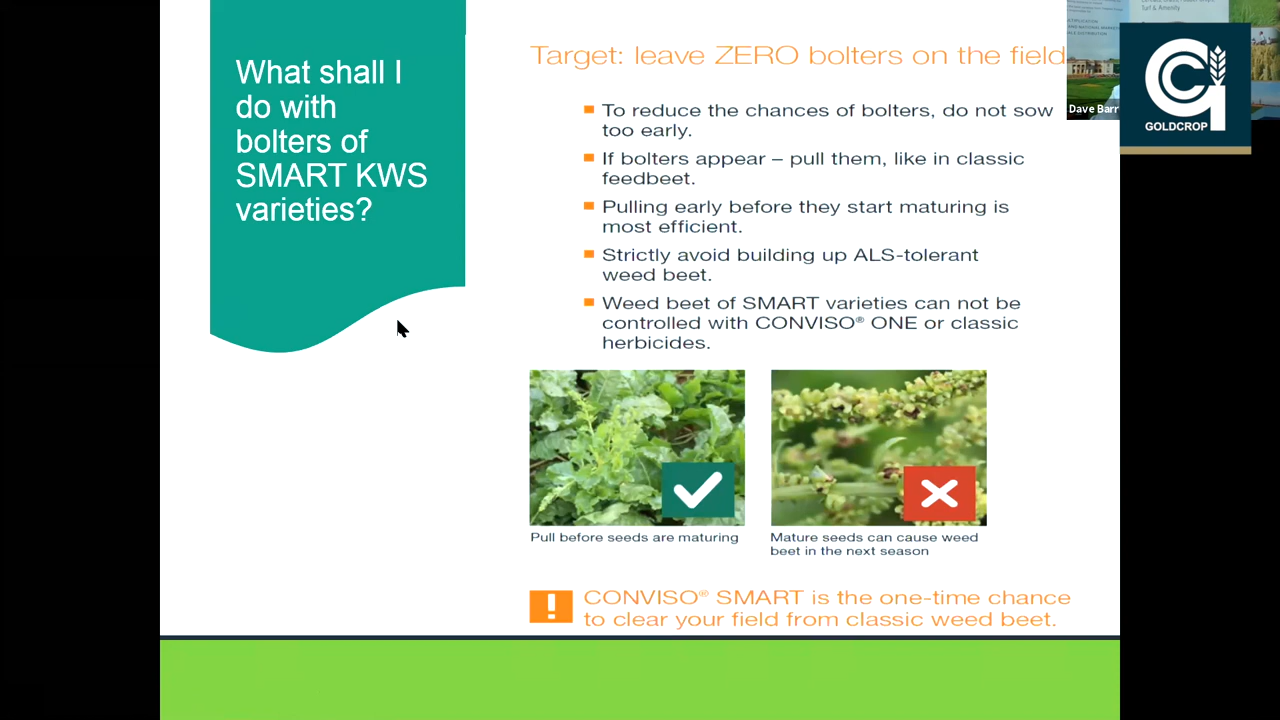 What shall I
do with
bolters of
SMART KWS
varieties?
Target: leave ZERO bolters on the field
To reduce the chances of bolters, do not sow
too early.
If bolters appear – pull them, like in classic
feedbeet.
Pulling early before they start maturing is
most efficient.
Strictly avoid building up ALS-tolerant
weed beet.
Weed beet of SMART varieties can not be
controlled with CONVISO® ONE or classic
herbicides.
Pull before seeds are maturing
Mature seeds can cause weed
beet in the next season
! CONVISO® SMART is the one-time chance
to clear your field from classic weed beet.
Turf & Amenity
Dave Barr
GOLDCROP